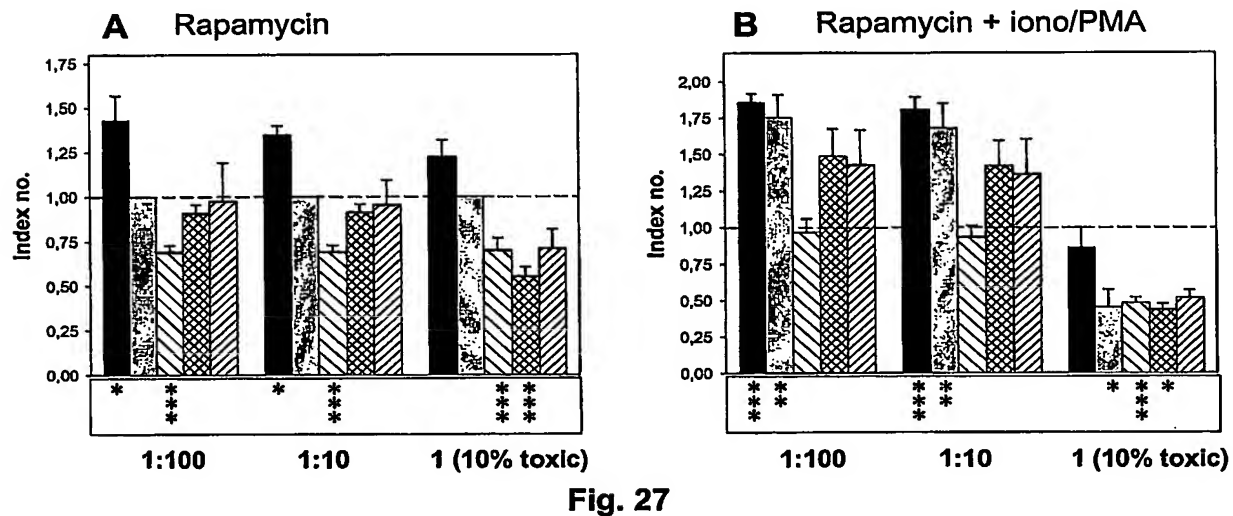 A Rapamycin
1,75
1,50
1,25
1,00
0,75
0,50
0,25
0,00
Index no.
* *** * *** *** ***
1:100 1:10 1 (10% toxic)
B Rapamycin + iono/PMA
2,00
1,75
1,50
1,25
1,00
0,75
0,50
0,25
0,00
Index no.
*** ** *** ** * *** *
1:100 1:10 1 (10% toxic)
Fig. 27